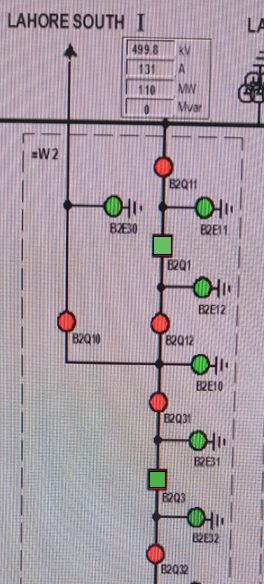 LAHORE SOUTH I
LA
499.8 kV
131 A
110 MW
0 Mvar
=W2
B2Q11
B2E30
B2E11
B2Q1
B2E12
B2Q10
B2Q12
B2E10
B2Q31
B2E31
B2Q3
B2E32
B2Q32